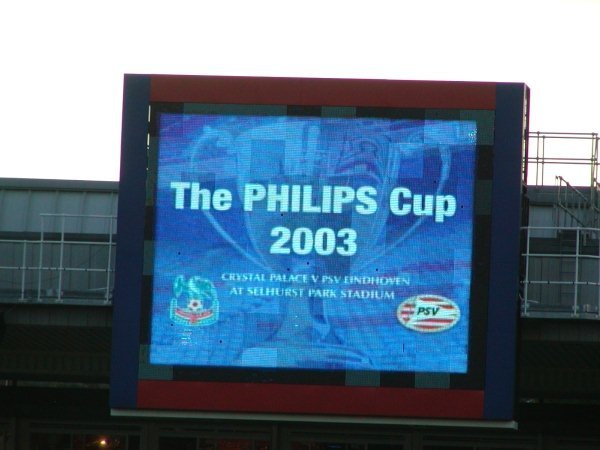 The PHILIPS Cup
2003
CRYSTAL PALACE V PSV EINDHOVEN
AT SELHURST PARK STADIUM
PSV